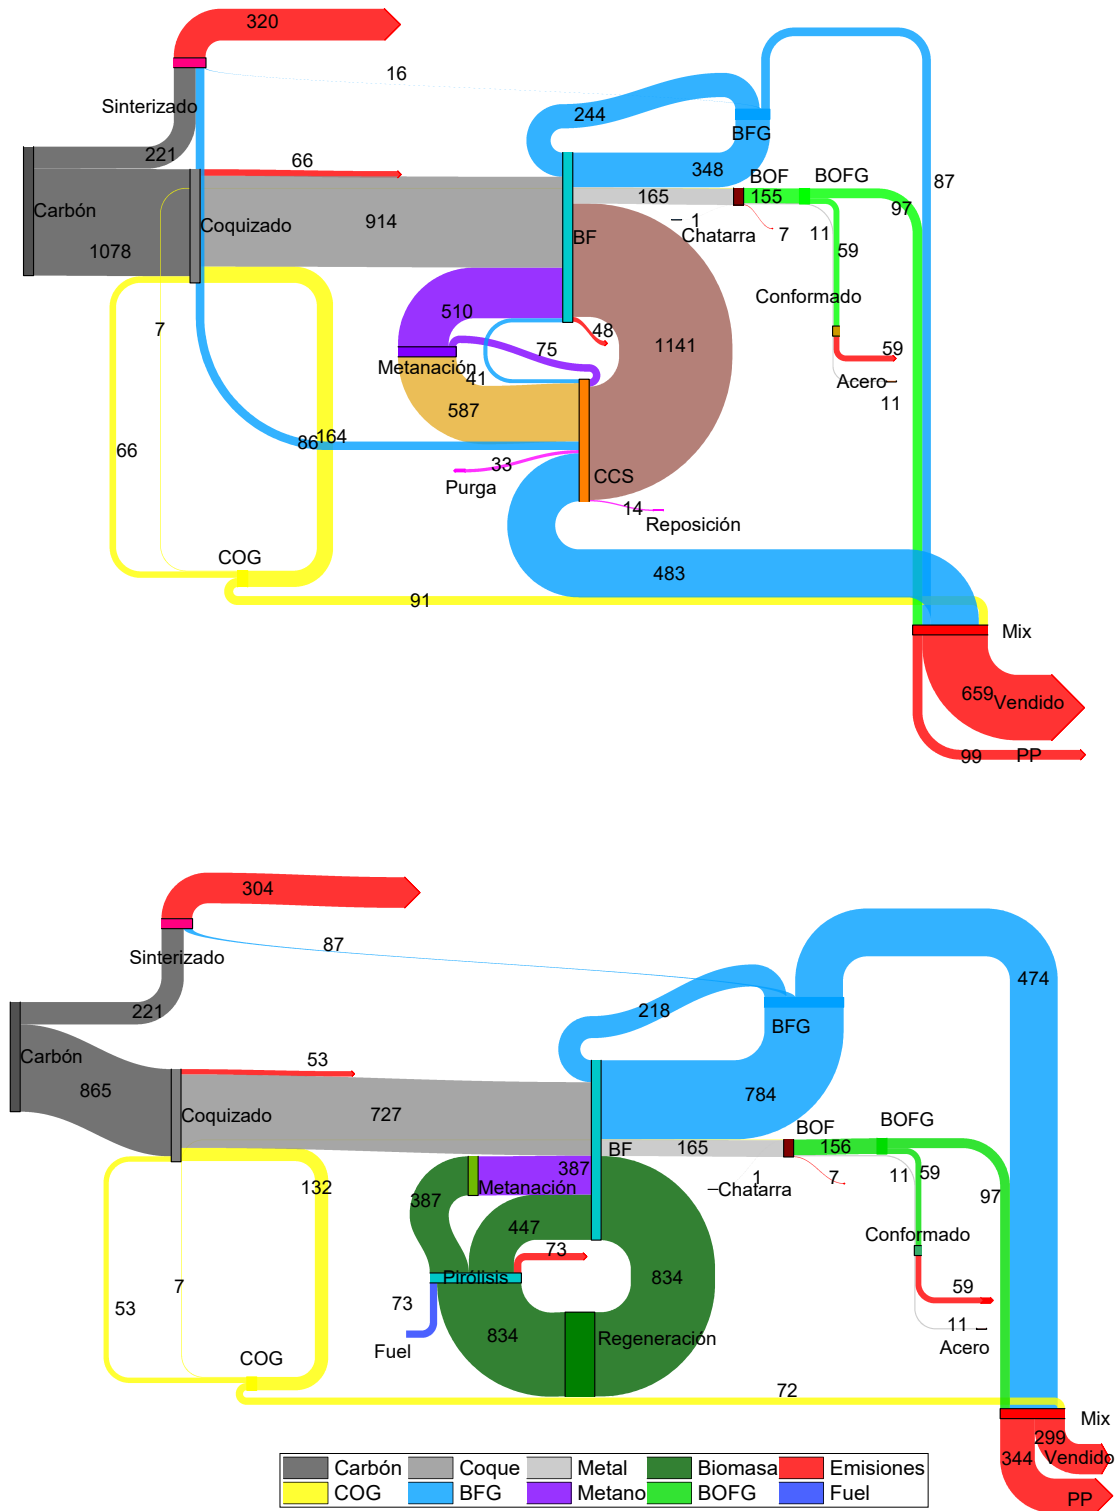 320
16
Sinterizado
244
BFG
221
66
348
BOF
BOFG
87
Carbón
165
155
97
Coquizado
914
1
Chatarra
7
11
59
BF
1078
Conformado
510
7
48
75
1141
59
Metanación
41
Acero
587
11
66
86
164
33
CCS
Purga
14
Reposición
COG
483
91
Mix
659
Vendido
99
PP
304
87
Sinterizado
474
221
218
BFG
Carbón
53
865
784
Coquizado
727
BOF
BOFG
165
156
BF
387
1
7
11
59
Metanación
Chatarra
132
387
97
447
Conformado
73
Pirólisis
834
7
59
53
73
834
Regeneración
11
Fuel
Acero
COG
72
Mix
299
344
Vendido
PP
Carbón
Coque
Metal
Biomasa
Emisiones
COG
BFG
Metano
BOFG
Fuel